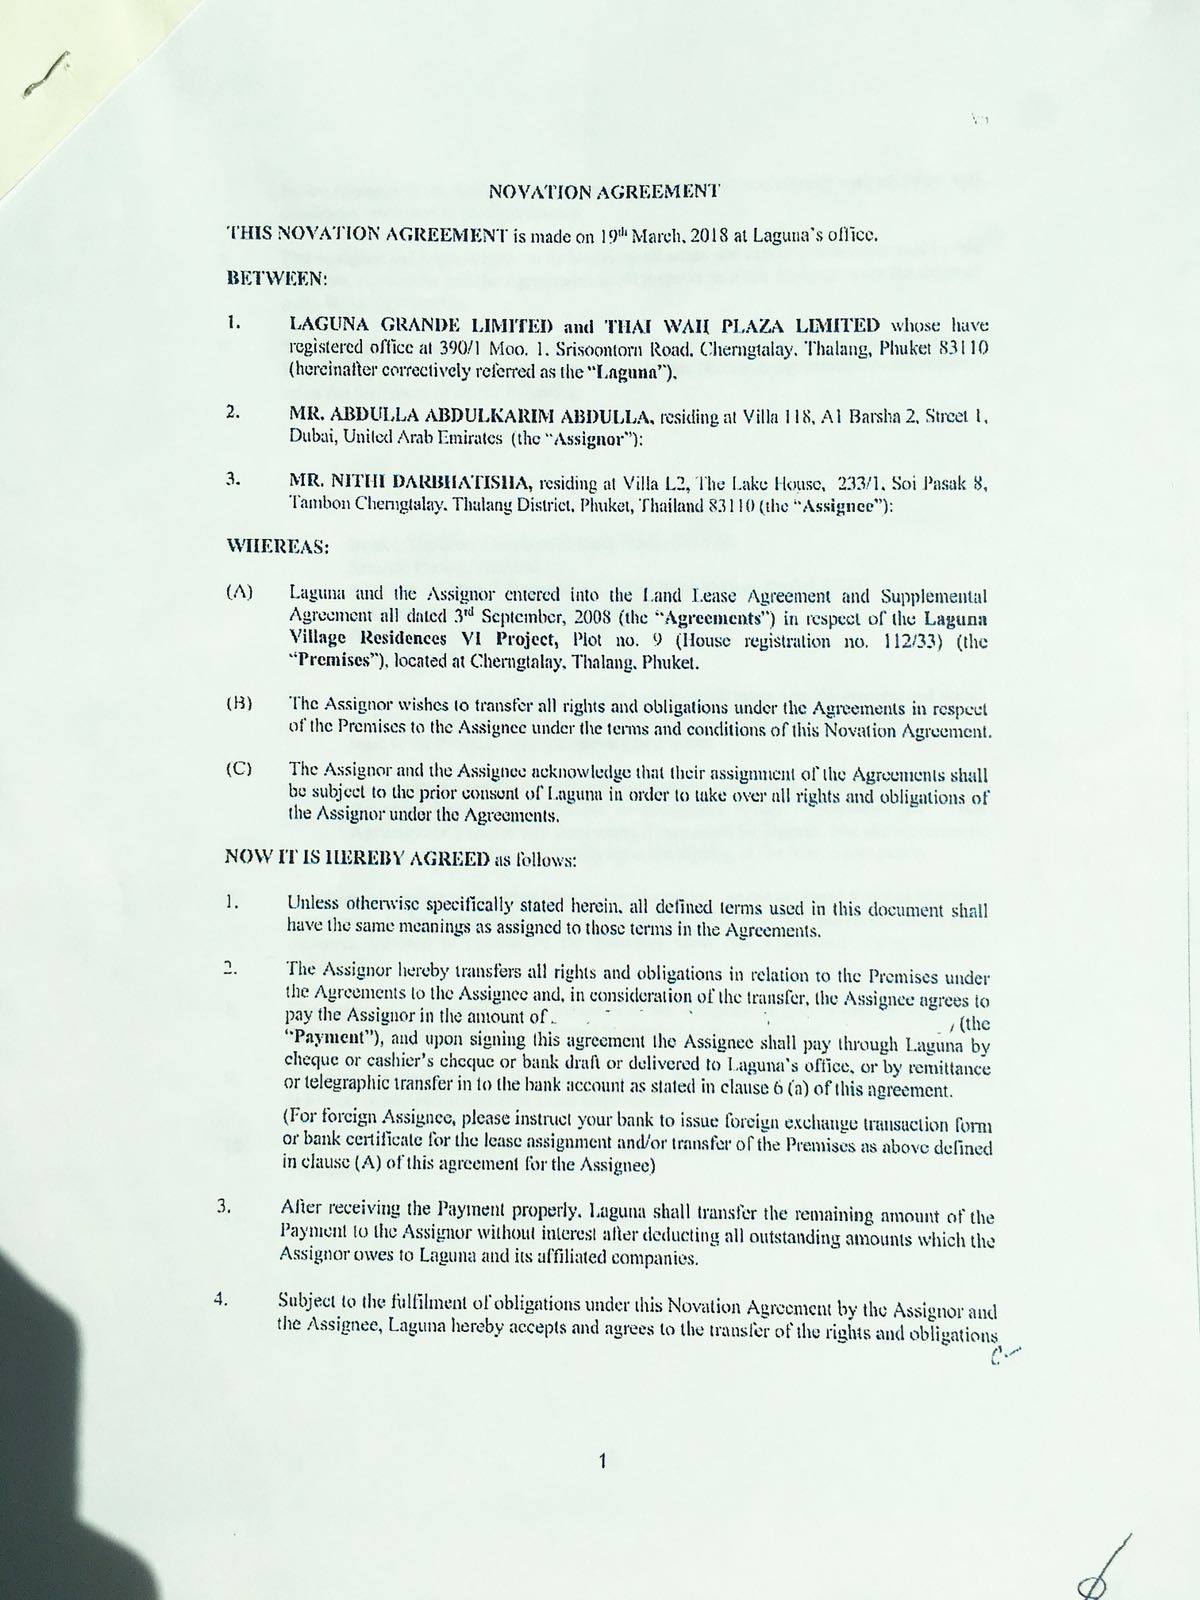 NOVATION AGREEMENT
THIS NOVATION AGREEMENT is made on 19th March, 2018 at Laguna's office.
BETWEEN:
1. LAGUNA GRANDE LIMITED and THAI WAH PLAZA LIMITED whose have
registered office at 390/1 Moo. 1, Srisoontorn Road, Cherngtalay, Thalang, Phuket 83110
(hereinafter correctively referred as the "Laguna"),
2. MR. ABDULLA ABDULKARIM ABDULLA, residing at Villa 118, Al Barsha 2, Street 1,
Dubai, United Arab Emirates (the "Assignor"):
3. MR. NITHI DARBHATISHA, residing at Villa L2, The Lake House, 233/1, Soi Pasak 8,
Tambon Cherngtalay, Thalang District, Phuket, Thailand 83110 (the "Assignee"):
WHEREAS:
(A) Laguna and the Assignor entered into the Land Lease Agreement and Supplemental
Agreement all dated 3rd September, 2008 (the "Agreements") in respect of the Laguna
Village Residences VI Project, Plot no. 9 (House registration no. 112/33) (the
"Premises"), located at Cherngtalay, Thalang, Phuket.
(B) The Assignor wishes to transfer all rights and obligations under the Agreements in respect
of the Premises to the Assignee under the terms and conditions of this Novation Agreement.
(C) The Assignor and the Assignee acknowledge that their assignment of the Agreements shall
be subject to the prior consent of Laguna in order to take over all rights and obligations of
the Assignor under the Agreements.
NOW IT IS HEREBY AGREED as follows:
1. Unless otherwise specifically stated herein, all defined terms used in this document shall
have the same meanings as assigned to those terms in the Agreements.
2. The Assignor hereby transfers all rights and obligations in relation to the Premises under
the Agreements to the Assignee and, in consideration of the transfer, the Assignee agrees to
pay the Assignor in the amount of (the
"Payment"), and upon signing this agreement the Assignee shall pay through Laguna by
cheque or cashier's cheque or bank draft or delivered to Laguna's office, or by remittance
or telegraphic transfer in to the bank account as stated in clause 6 (a) of this agreement.
(For foreign Assignee, please instruct your bank to issue foreign exchange transaction form
or bank certificate for the lease assignment and/or transfer of the Premises as above defined
in clause (A) of this agreement for the Assignee)
3. After receiving the Payment properly, Laguna shall transfer the remaining amount of the
Payment to the Assignor without interest after deducting all outstanding amounts which the
Assignor owes to Laguna and its affiliated companies.
4. Subject to the fulfilment of obligations under this Novation Agreement by the Assignor and
the Assignee, Laguna hereby accepts and agrees to the transfer of the rights and obligations
1